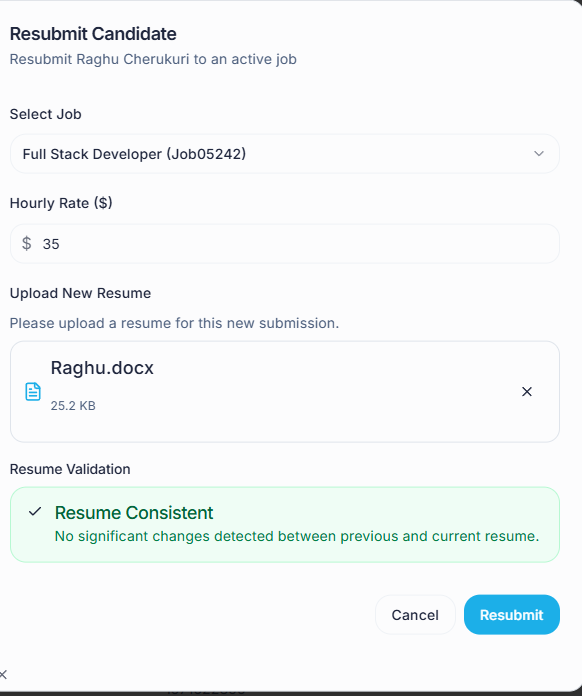 Resubmit Candidate
Resubmit Raghu Cherukuri to an active job
Select Job
Full Stack Developer (Job05242)
Hourly Rate ($)
$ 35
Upload New Resume
Please upload a resume for this new submission.
Raghu.docx
25.2 KB
Resume Validation
Resume Consistent
No significant changes detected between previous and current resume.
Cancel
Resubmit